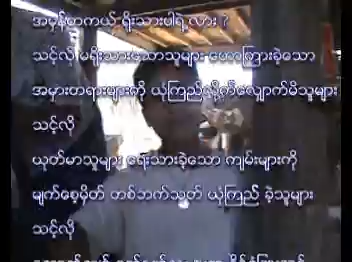 အမှန်တကယ် ရိုးသားပါရဲ့လား ?
သင့်လို မရိုးသားသောသူများ ဟောကြားခဲ့သော
အမှားတရားများကို ယုံကြည်လိုက်လျှောက်မိသူများ
သင့်လို
ယုတ်မာသူများ ရေးသားခဲ့သော ကျမ်းများကို
မျက်စေ့မှိတ် တစ်ဘက်သွတ် ယုံကြည် ခဲ့သူများ
သင့်လို